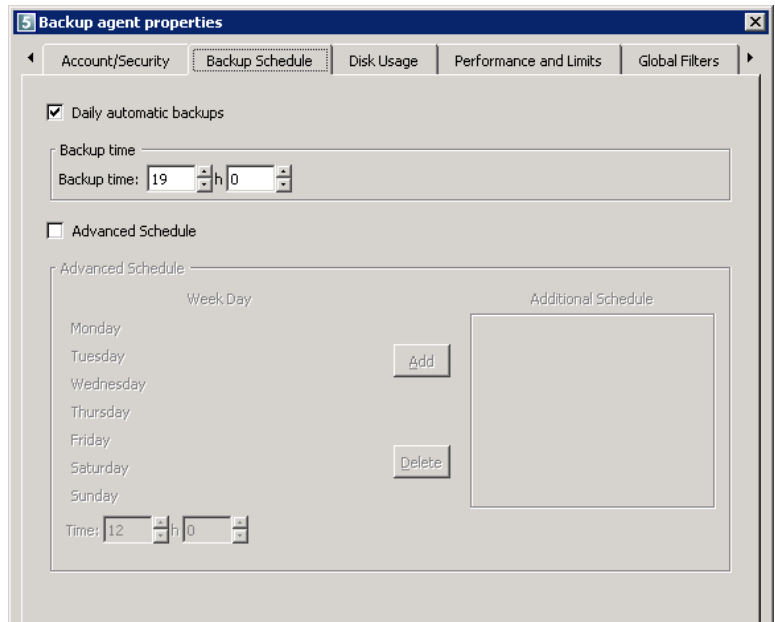 5 Backup agent properties
Account/Security Backup Schedule Disk Usage Performance and Limits Global Filters
Daily automatic backups
Backup time
Backup time: 19 h 0
Advanced Schedule
Advanced Schedule
Week Day Additional Schedule
Monday
Tuesday
Add
Wednesday
Thursday
Friday
Delete
Saturday
Sunday
Time: 12 h 0